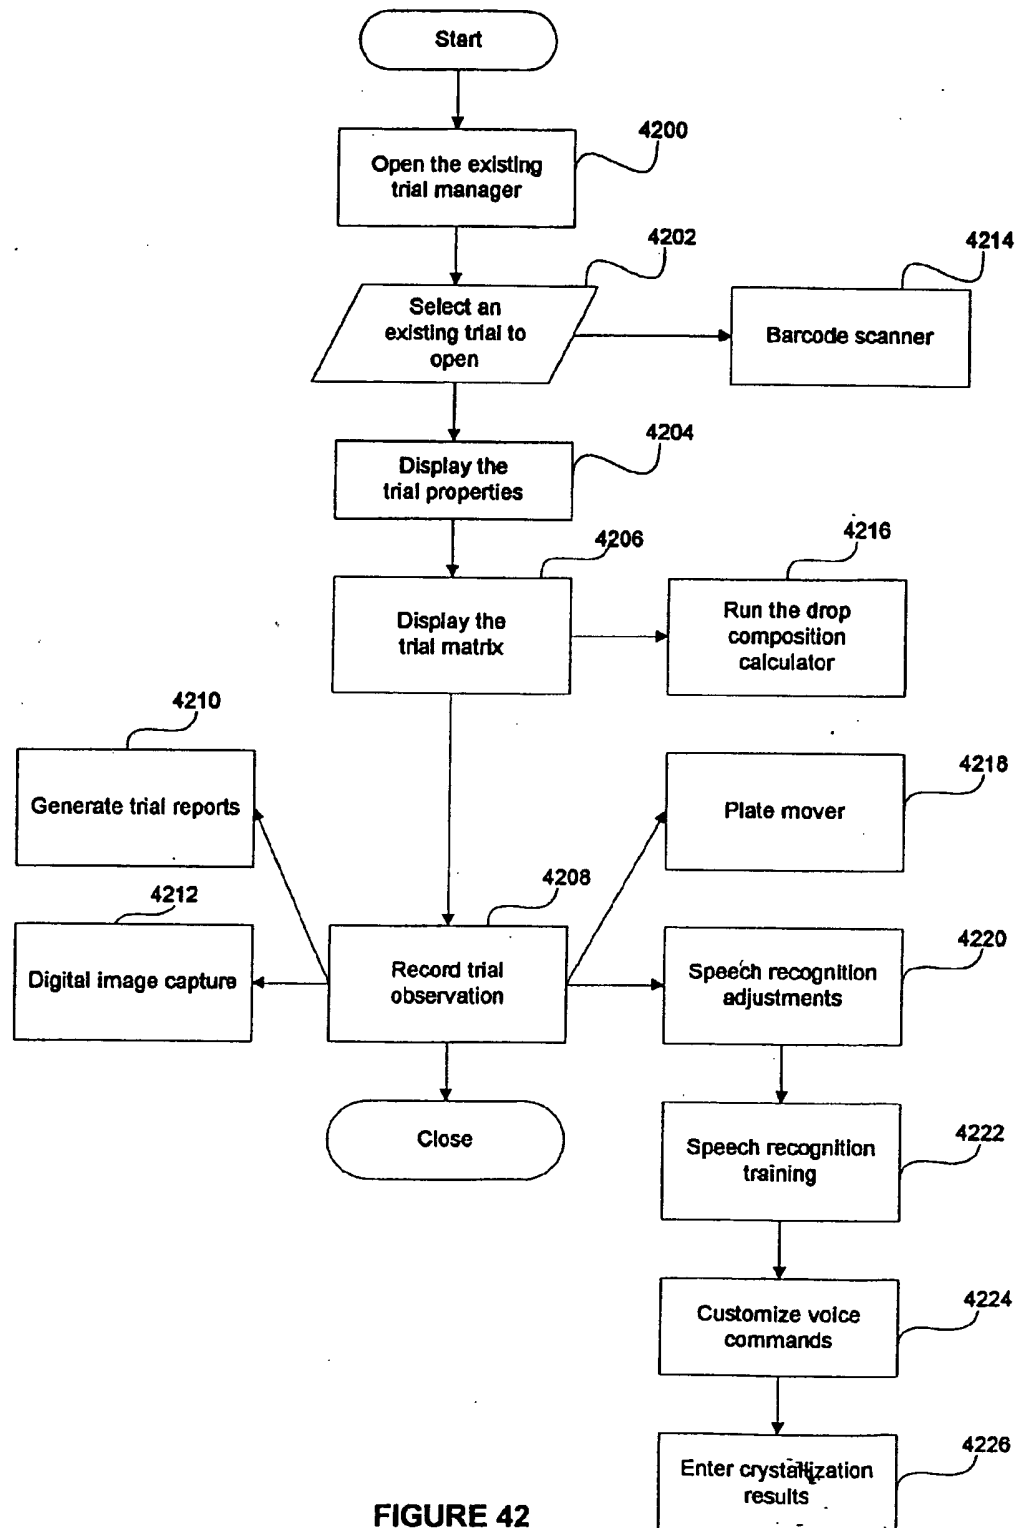 Start
4200
Open the existing
trial manager
4202
4214
Select an
existing trial to
open
Barcode scanner
4204
Display the
trial properties
4206
4216
Display the
trial matrix
Run the drop
composition
calculator
4210
4218
Generate trial reports
Plate mover
4212
4208
4220
Digital image capture
Record trial
observation
Speech recognition
adjustments
Close
4222
Speech recognition
training
4224
Customize voice
commands
4226
Enter crystallization
results
FIGURE 42